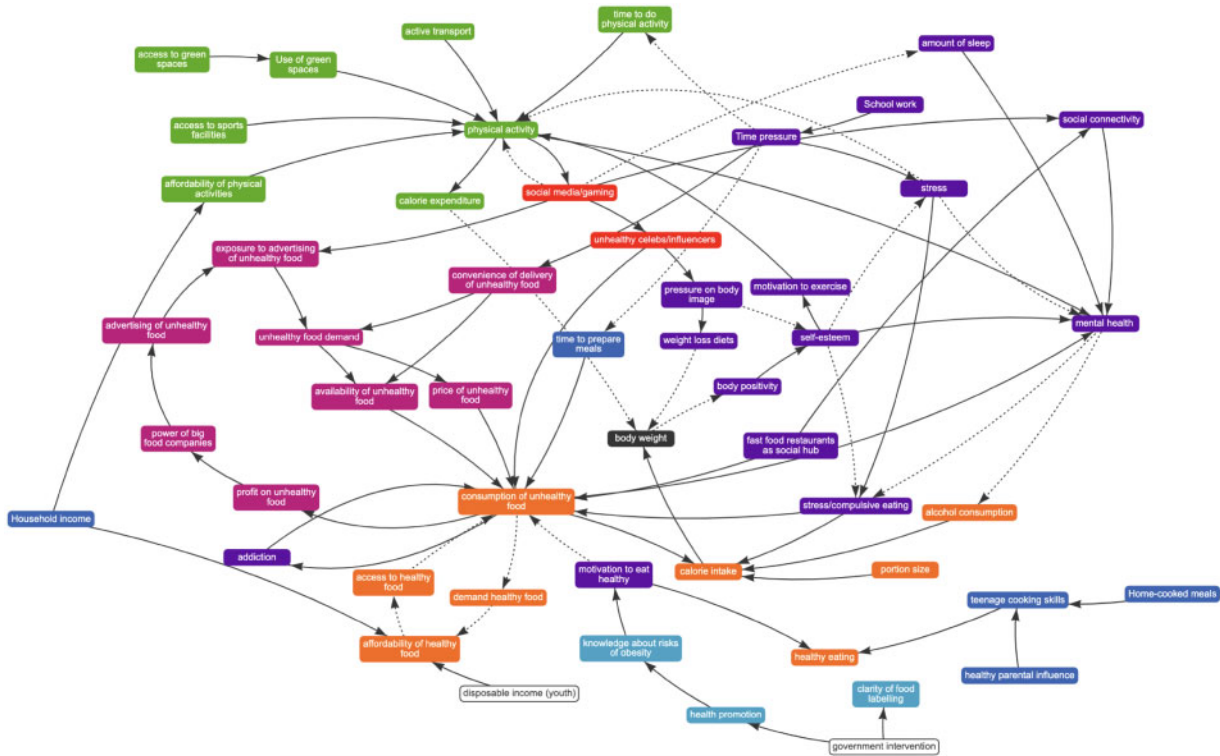 time to do
physical activity
active transport
amount of sleep
access to green
spaces
Use of green
spaces
School work
social connectivity
access to sports
facilities
physical activity
Time pressure
affordability of physical
activities
calorie expenditure
social media/gaming
stress
exposure to advertising
of unhealthy food
unhealthy celebs/influencers
convenience of delivery
of unhealthy food
pressure on body
image
motivation to exercise
advertising of unhealthy
food
unhealthy food demand
time to prepare
meals
weight loss diets
self-esteem
mental health
availability of unhealthy
food
price of unhealthy
food
body positivity
power of big
food companies
body weight
fast food restaurants
as social hub
profit on unhealthy
food
consumption of unhealthy
food
stress/compulsive eating
alcohol consumption
Household income
addiction
access to healthy
food
demand healthy food
motivation to eat
healthy
calorie intake
portion size
teenage cooking skills
Home-cooked meals
affordability of healthy
food
knowledge about risks
of obesity
healthy eating
healthy parental influence
disposable income (youth)
clarity of food
labelling
health promotion
government intervention